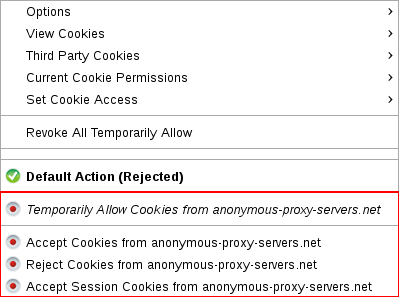 Options
View Cookies
Third Party Cookies
Current Cookie Permissions
Set Cookie Access
Revoke All Temporarily Allow
Default Action (Rejected)
Temporarily Allow Cookies from anonymous-proxy-servers.net
Accept Cookies from anonymous-proxy-servers.net
Reject Cookies from anonymous-proxy-servers.net
Accept Session Cookies from anonymous-proxy-servers.net